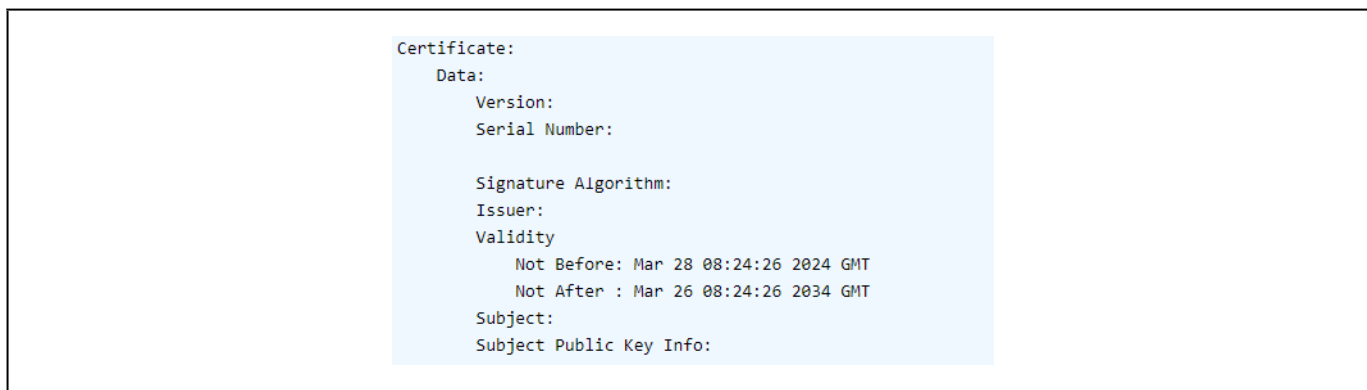 Certificate:
Data:
Version:
Serial Number:
Signature Algorithm:
Issuer:
Validity
Not Before: Mar 28 08:24:26 2024 GMT
Not After : Mar 26 08:24:26 2034 GMT
Subject:
Subject Public Key Info: